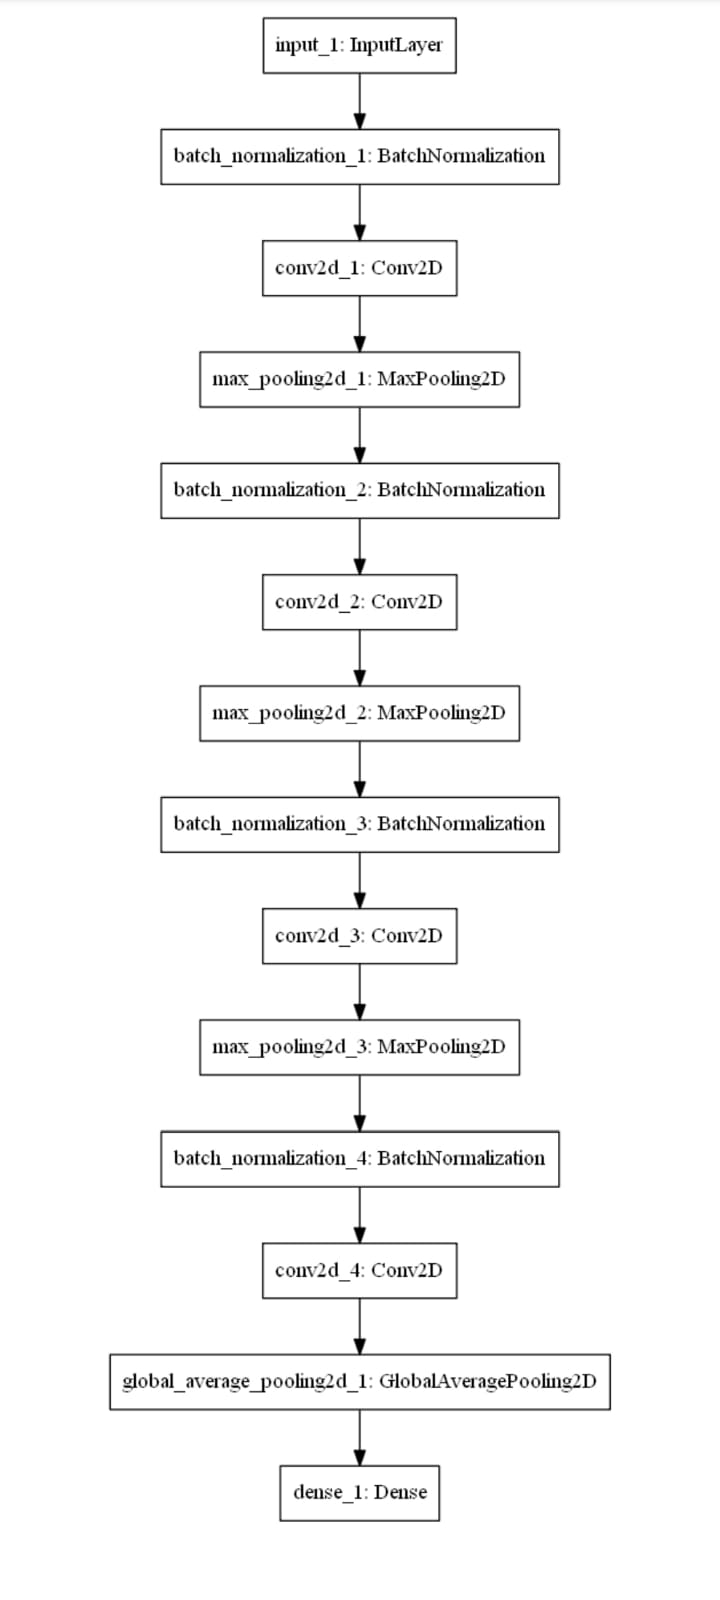 input_1: InputLayer
batch_normalization_1: BatchNormalization
conv2d_1: Conv2D
max_pooling2d_1: MaxPooling2D
batch_normalization_2: BatchNormalization
conv2d_2: Conv2D
max_pooling2d_2: MaxPooling2D
batch_normalization_3: BatchNormalization
conv2d_3: Conv2D
max_pooling2d_3: MaxPooling2D
batch_normalization_4: BatchNormalization
conv2d_4: Conv2D
global_average_pooling2d_1: GlobalAveragePooling2D
dense_1: Dense